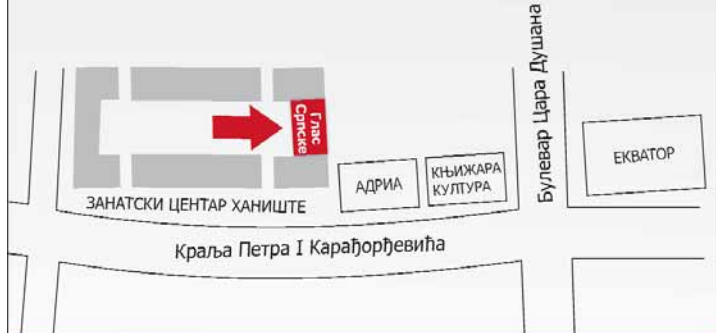 Булевар Цара Душана
Глас
Српске
АДРИА
КЊИЖАРА
КУЛТУРА
ЕКВАТОР
ЗАНАТСКИ ЦЕНТАР ХАНИШТЕ
Краља Петра I Карађорђевића